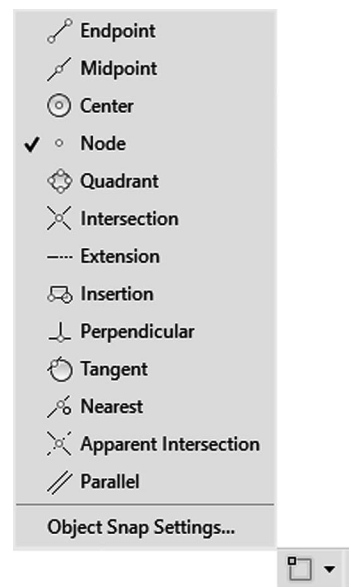 Endpoint
Midpoint
Center
Node
Quadrant
Intersection
Extension
Insertion
Perpendicular
Tangent
Nearest
Apparent Intersection
Parallel
Object Snap Settings...